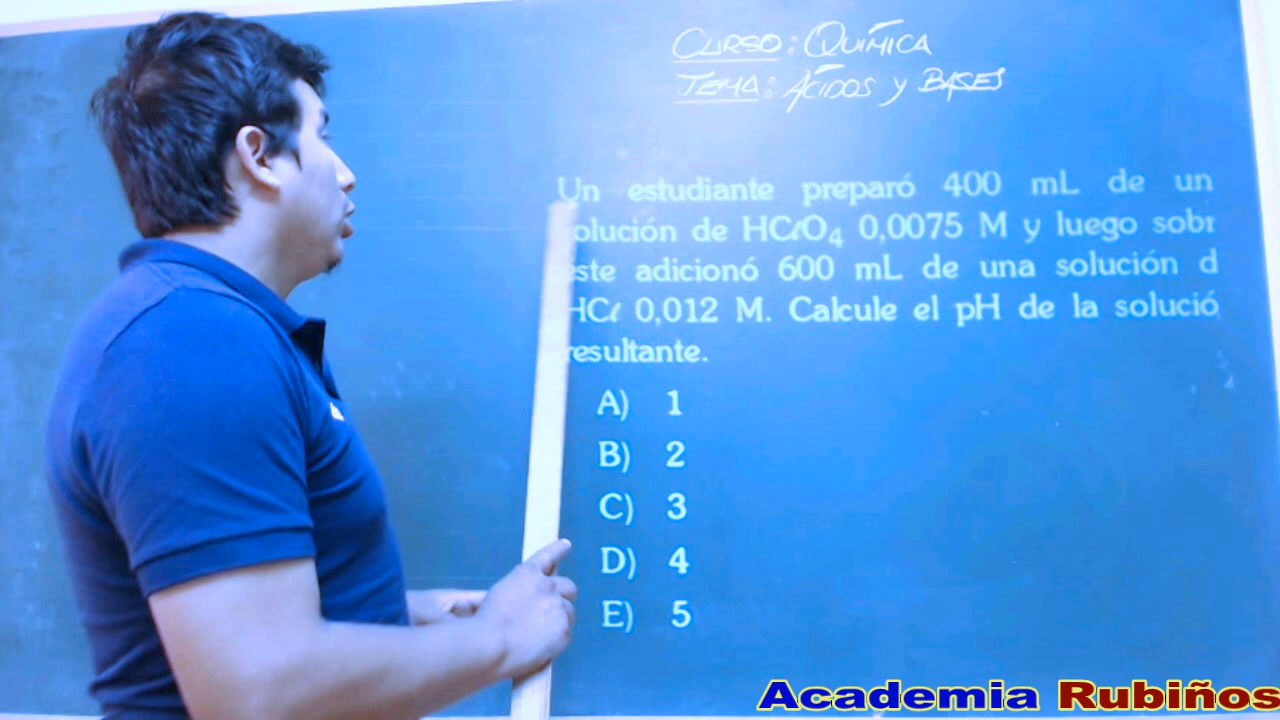 CURSO: QUÍMICA
TEMA: ÁCIDOS Y BASES
Un estudiante preparó 400 mL de un
olución de HClO₄ 0,0075 M y luego sobr
este adicionó 600 mL de una solución d
HCl 0,012 M. Calcule el pH de la solució
resultante.
A) 1
B) 2
C) 3
D) 4
E) 5
Academia Rubiños